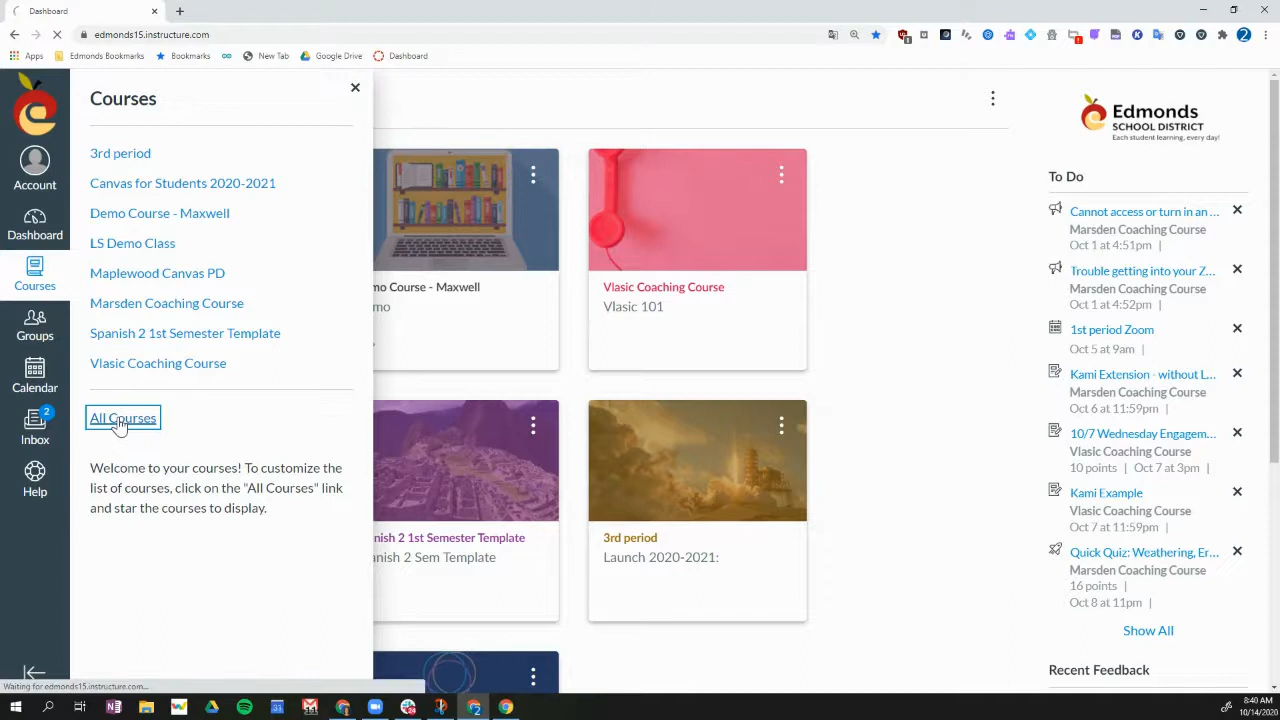 Dashboard
edmonds15.instructure.com
Apps
Edmonds Bookmarks
Bookmarks
New Tab
Google Drive
Dashboard
Account
Dashboard
Courses
Groups
Calendar
2
Inbox
Help
Courses
3rd period
Canvas for Students 2020-2021
Demo Course - Maxwell
LS Demo Class
Maplewood Canvas PD
Marsden Coaching Course
Spanish 2 1st Semester Template
Vlasic Coaching Course
All Courses
Welcome to your courses! To customize the
list of courses, click on the "All Courses" link
and star the courses to display.
mo Course - Maxwell
mo
Vlasic Coaching Course
Vlasic 101
nish 2 1st Semester Template
nish 2 Sem Template
3rd period
Launch 2020-2021:
Edmonds
SCHOOL DISTRICT
Each student learning, every day!
To Do
Cannot access or turn in an ...
Marsden Coaching Course
Oct 1 at 4:51pm |
Trouble getting into your Z...
Marsden Coaching Course
Oct 1 at 4:52pm |
1st period Zoom
Oct 5 at 9am |
Kami Extension - without L...
Marsden Coaching Course
Oct 6 at 11:59pm |
10/7 Wednesday Engagem...
Vlasic Coaching Course
10 points | Oct 7 at 3pm |
Kami Example
Vlasic Coaching Course
Oct 7 at 11:59pm |
Quick Quiz: Weathering, Er...
Marsden Coaching Course
16 points |
Oct 8 at 11pm |
Show All
Recent Feedback
Waiting for edmonds15.instructure.com...
8:40 AM
10/14/2020